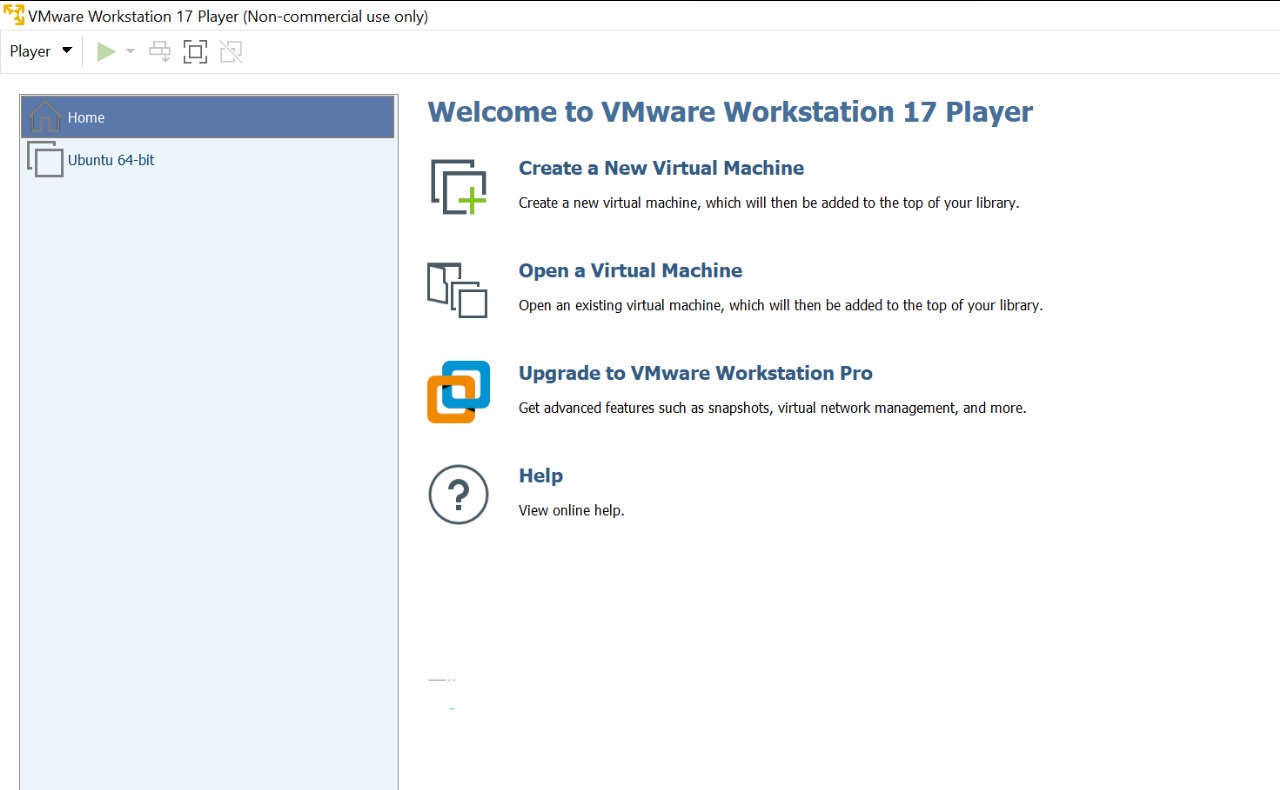 VMware Workstation 17 Player (Non-commercial use only)
Player
Home
Ubuntu 64-bit
Welcome to VMware Workstation 17 Player
Create a New Virtual Machine
Create a new virtual machine, which will then be added to the top of your library.
Open a Virtual Machine
Open an existing virtual machine, which will then be added to the top of your library.
Upgrade to VMware Workstation Pro
Get advanced features such as snapshots, virtual network management, and more.
?
Help
View online help.